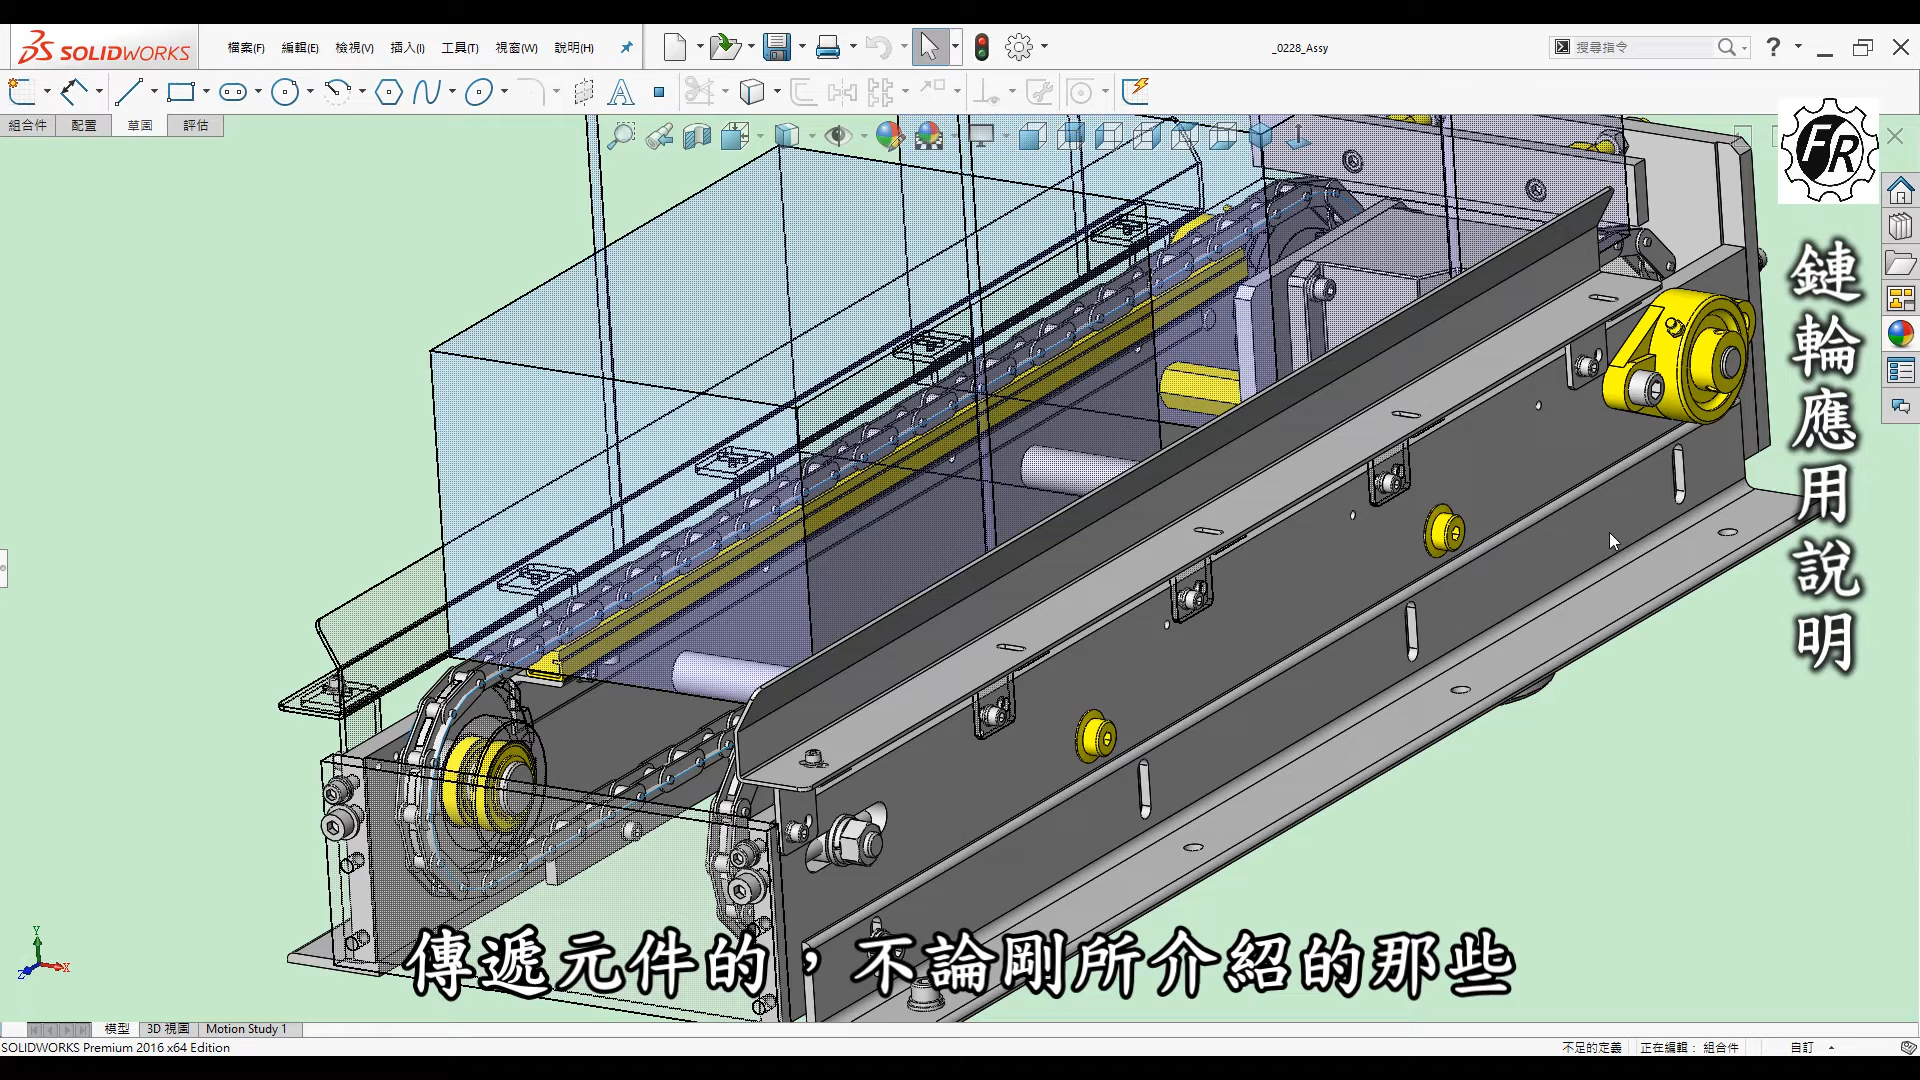 SOLIDWORKS
檔案(F) 編輯(E) 檢視(V) 插入(I) 工具(T) 視窗(W) 說明(H)
_0228_Assy
搜尋指令
組合件 配置 草圖 評估
FR
鏈輪應用說明
傳遞元件的，不論剛所介紹的那些
Y
X
Z
模型 3D 視圖 Motion Study 1
SOLIDWORKS Premium 2016 x64 Edition
不足的定義 正在編輯： 組合件 自訂